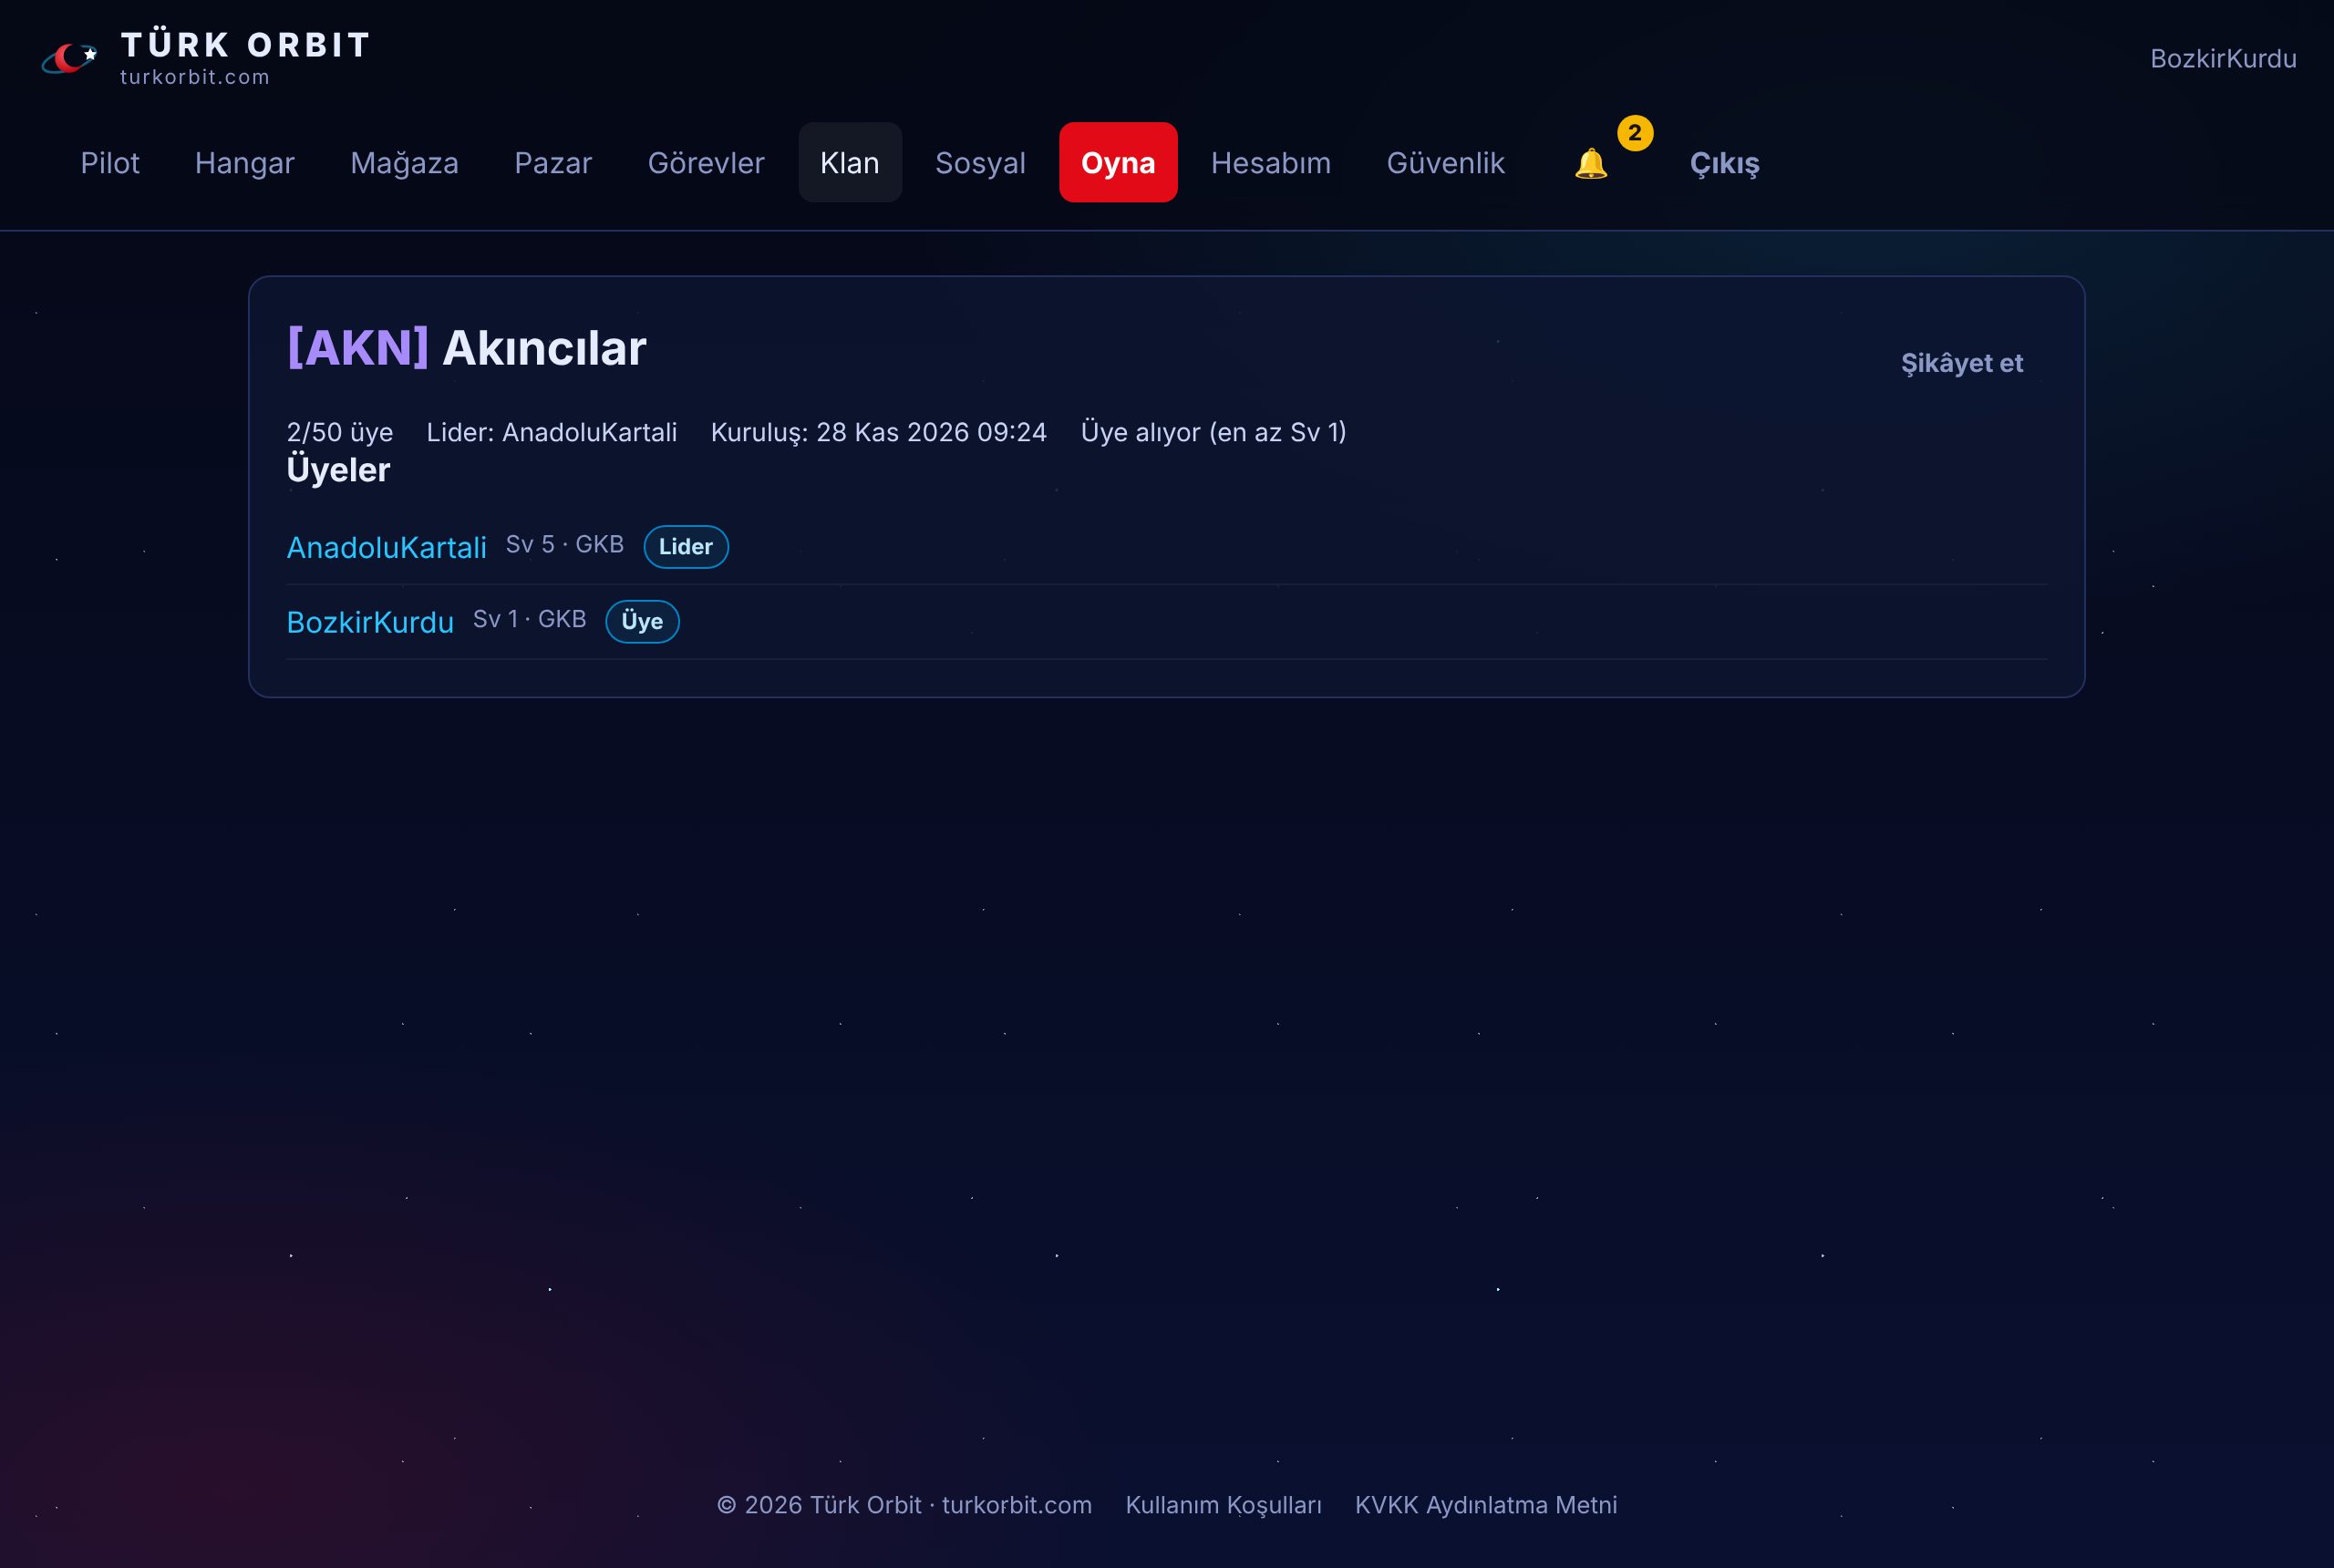 TÜRK ORBIT
turkorbit.com
BozkirKurdu
Pilot Hangar Mağaza Pazar Görevler Klan Sosyal Oyna Hesabım Güvenlik 2 Çıkış
[AKN] Akıncılar
Şikâyet et
2/50 üye Lider: AnadoluKartali Kuruluş: 28 Kas 2026 09:24 Üye alıyor (en az Sv 1)
Üyeler
AnadoluKartali Sv 5 · GKB Lider
BozkirKurdu Sv 1 · GKB Üye
© 2026 Türk Orbit · turkorbit.com Kullanım Koşulları KVKK Aydınlatma Metni